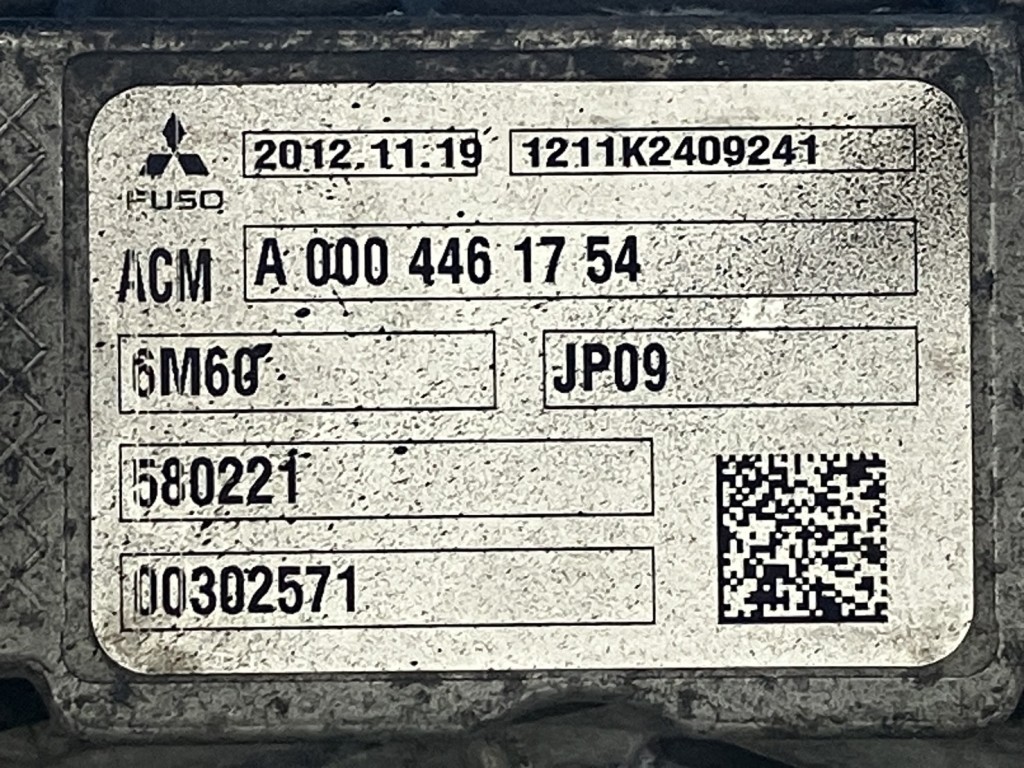 2012.11.19 1211K2409241
FUSO
ACM A 000 446 17 54
6M60 JP09
580221
00302571